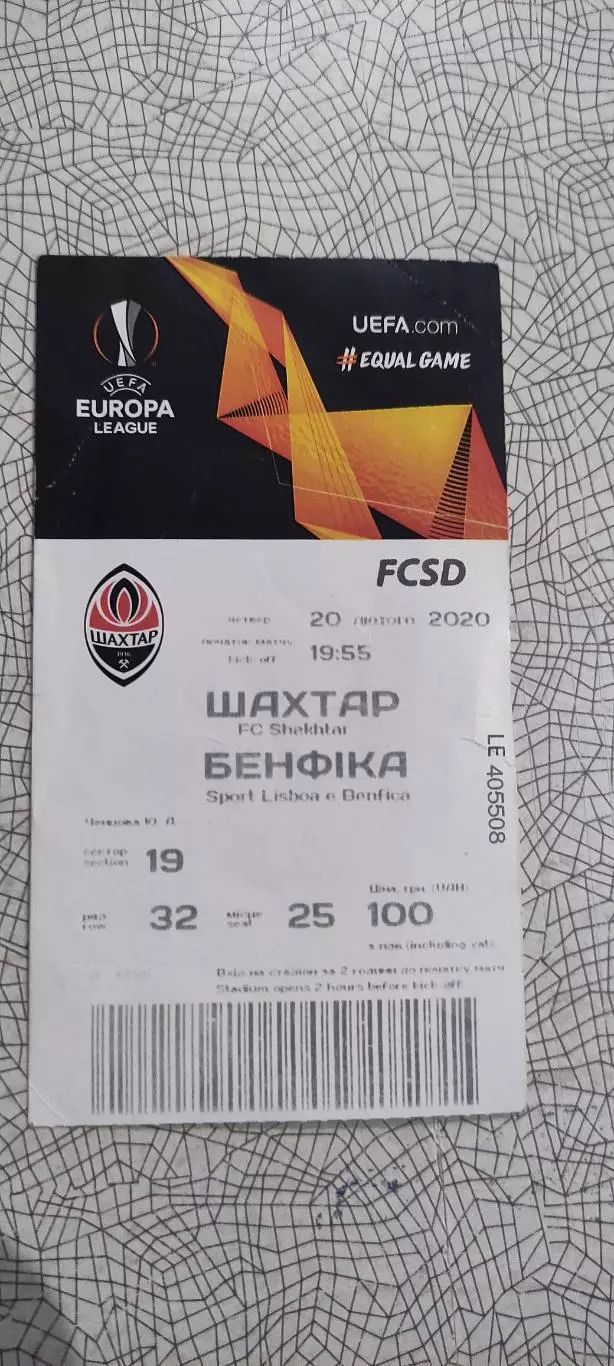 UEFA.com
#EQUAL GAME
UEFA
EUROPA
LEAGUE
FCSD
ШАХТАР
1936
четвер 20 лютого 2020
початок матчу
kick off 19:55
ШАХТАР
FC Shakhtar
БЕНФІКА
Sport Lisboa e Benfica
LE 405508
сектор
section 19
Ціна, грн. (UAH)
ряд
row 32 місце
seat 25 100
з пдв (including vat)
Вхід на стадіон за 2 години до початку матч
Stadium opens 2 hours before kick off